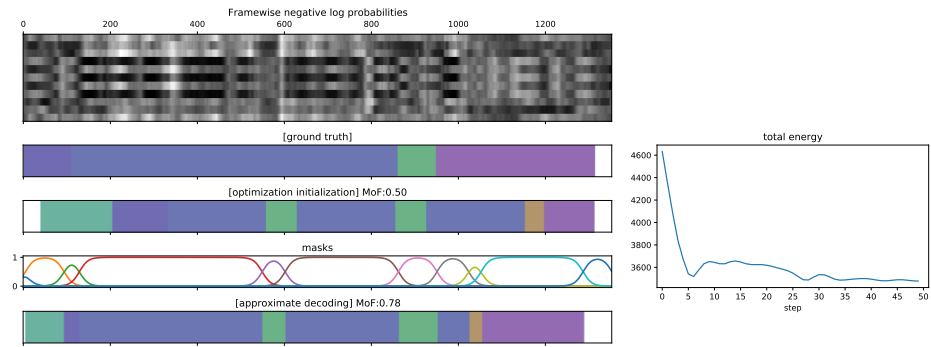 Framewise negative log probabilities
0 200 400 600 800 1000 1200
[ground truth]
[optimization initialization] MoF:0.50
masks
1
0
[approximate decoding] MoF:0.78
total energy
4600
4400
4200
4000
3800
3600
0 5 10 15 20 25 30 35 40 45 50
step